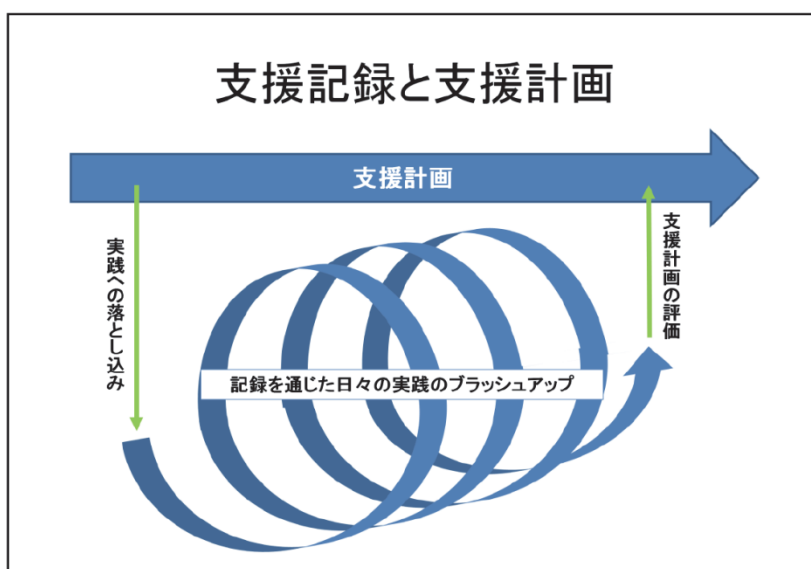 支援記録と支援計画
支援計画
実践への落とし込み
支援計画の評価
記録を通じた日々の実践のブラッシュアップ